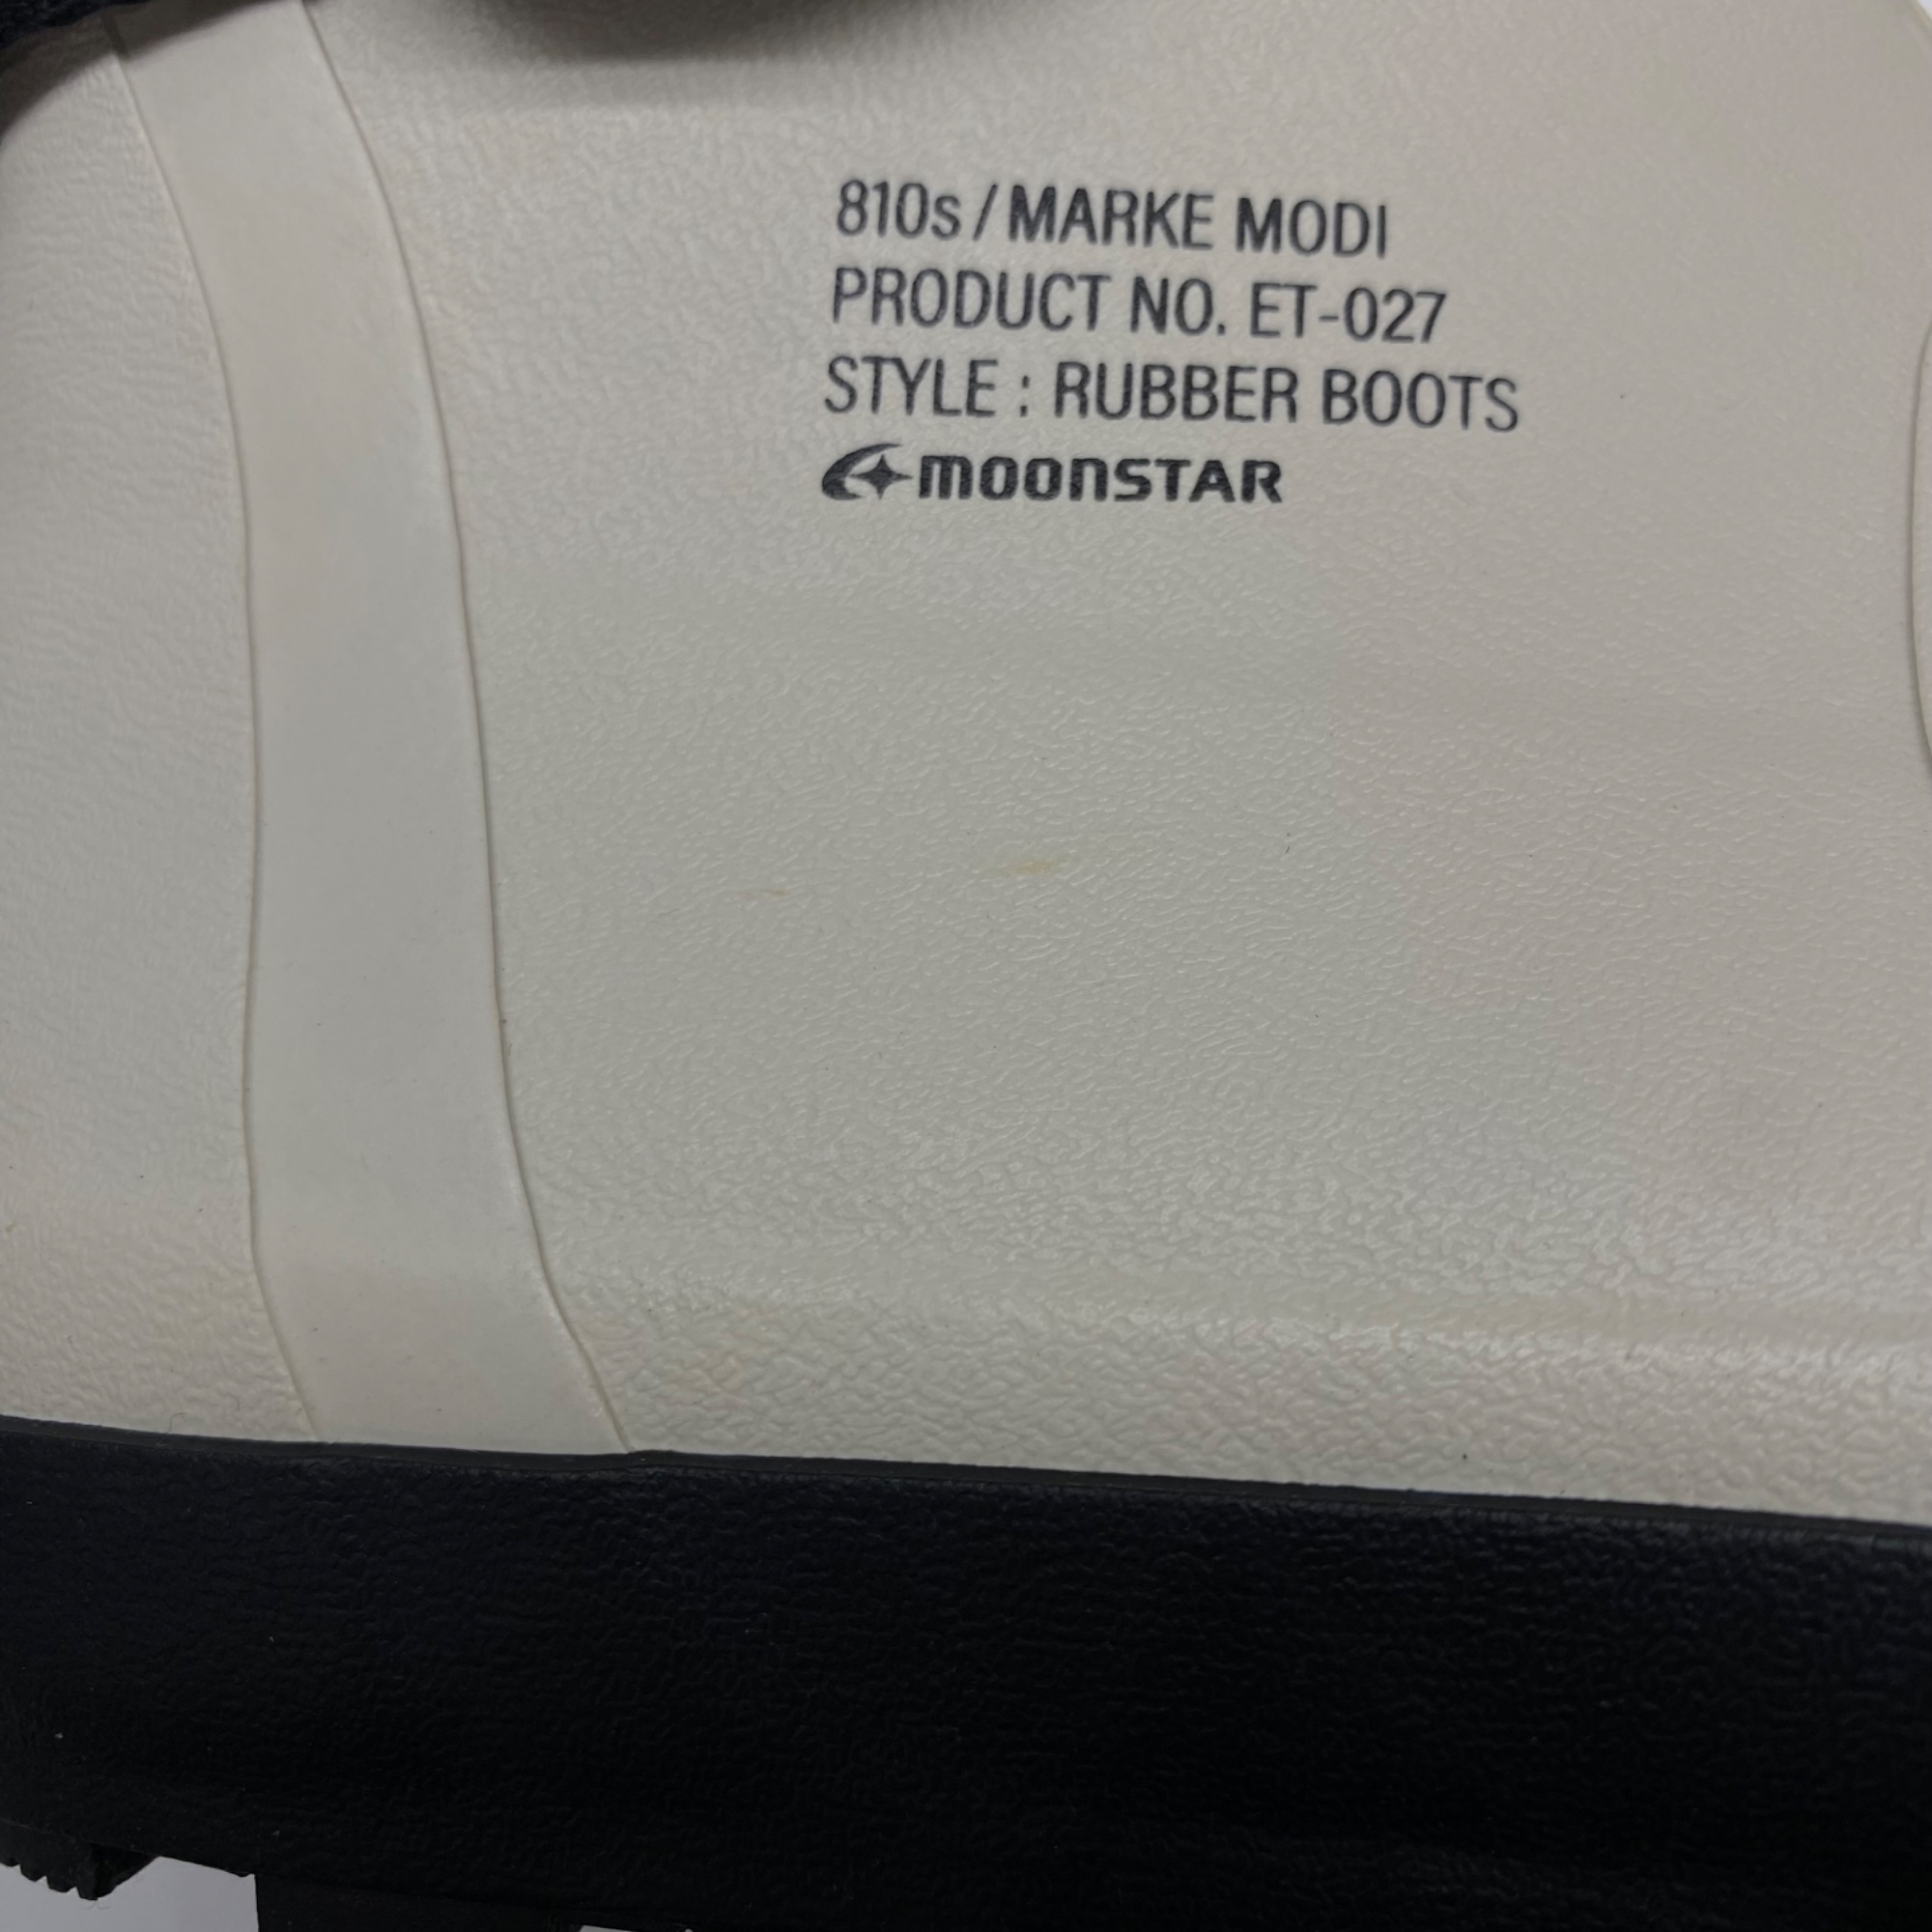 810s / MARKE MODI
PRODUCT NO. ET-027
STYLE : RUBBER BOOTS
MOONSTAR